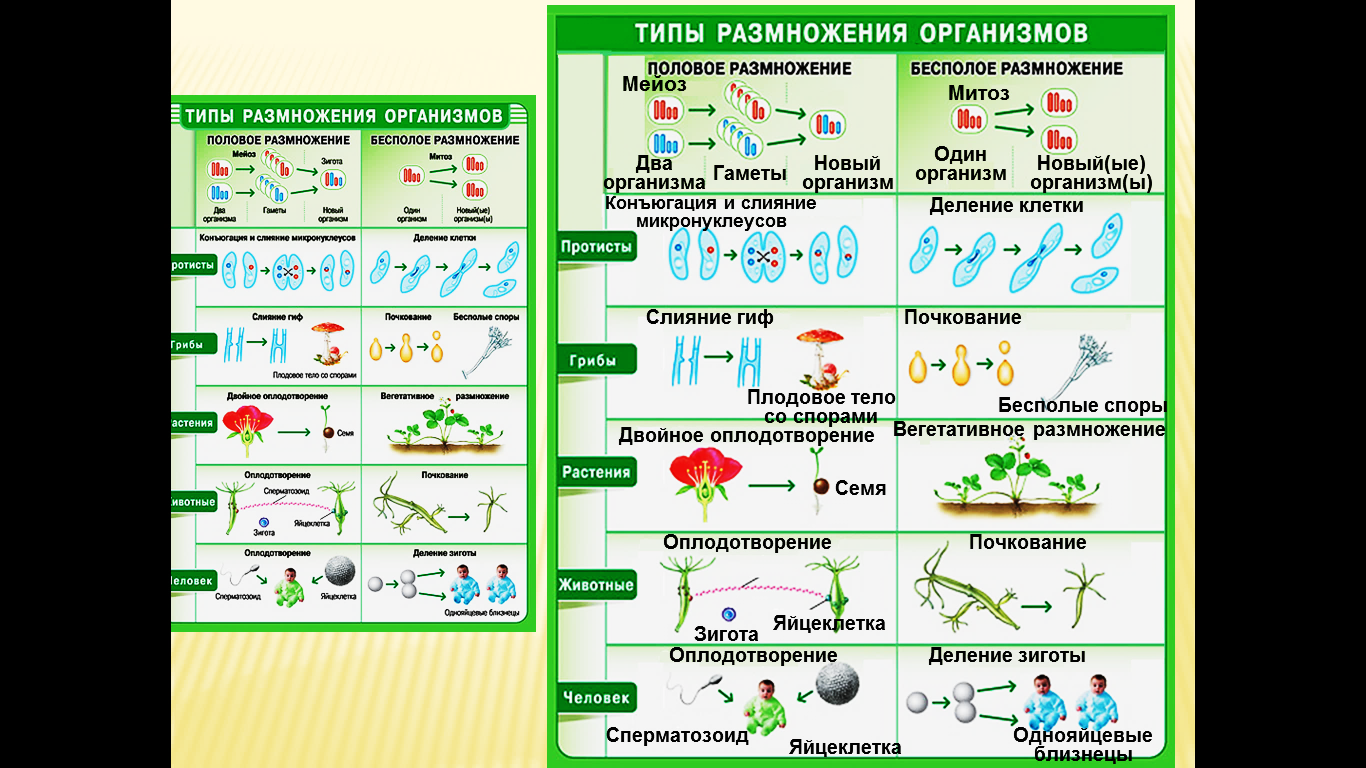 ТИПЫ РАЗМНОЖЕНИЯ ОРГАНИЗМОВ
ПОЛОВОЕ РАЗМНОЖЕНИЕ
БЕСПОЛОЕ РАЗМНОЖЕНИЕ
Мейоз
Зигота
Митоз
Два
организма
Гаметы
Новый
организм
Один
организм
Новый(ые)
организм(ы)
ротисты
Конъюгация и слияние микронуклеусов
Деление клетки
Грибы
Слияние гиф
Плодовое тело со спорами
Почкование
Бесполые споры
астения
Двойное оплодотворение
Семя
Вегетативное размножение
ивотные
Оплодотворение
Сперматозоид
Яйцеклетка
Зигота
Почкование
еловек
Оплодотворение
Сперматозоид
Яйцеклетка
Деление зиготы
Однояйцевые близнецы
ТИПЫ РАЗМНОЖЕНИЯ ОРГАНИЗМОВ
ПОЛОВОЕ РАЗМНОЖЕНИЕ
БЕСПОЛОЕ РАЗМНОЖЕНИЕ
Мейоз
Митоз
Два
организма
Гаметы
Новый
организм
Один
организм
Новый(ые)
организм(ы)
Протисты
Конъюгация и слияние
микронуклеусов
Деление клетки
Грибы
Слияние гиф
Плодовое тело
со спорами
Почкование
Бесполые споры
Растения
Двойное оплодотворение
Семя
Вегетативное размножение
Животные
Оплодотворение
Зигота
Яйцеклетка
Почкование
Человек
Оплодотворение
Сперматозоид
Яйцеклетка
Деление зиготы
Однояйцевые
близнецы